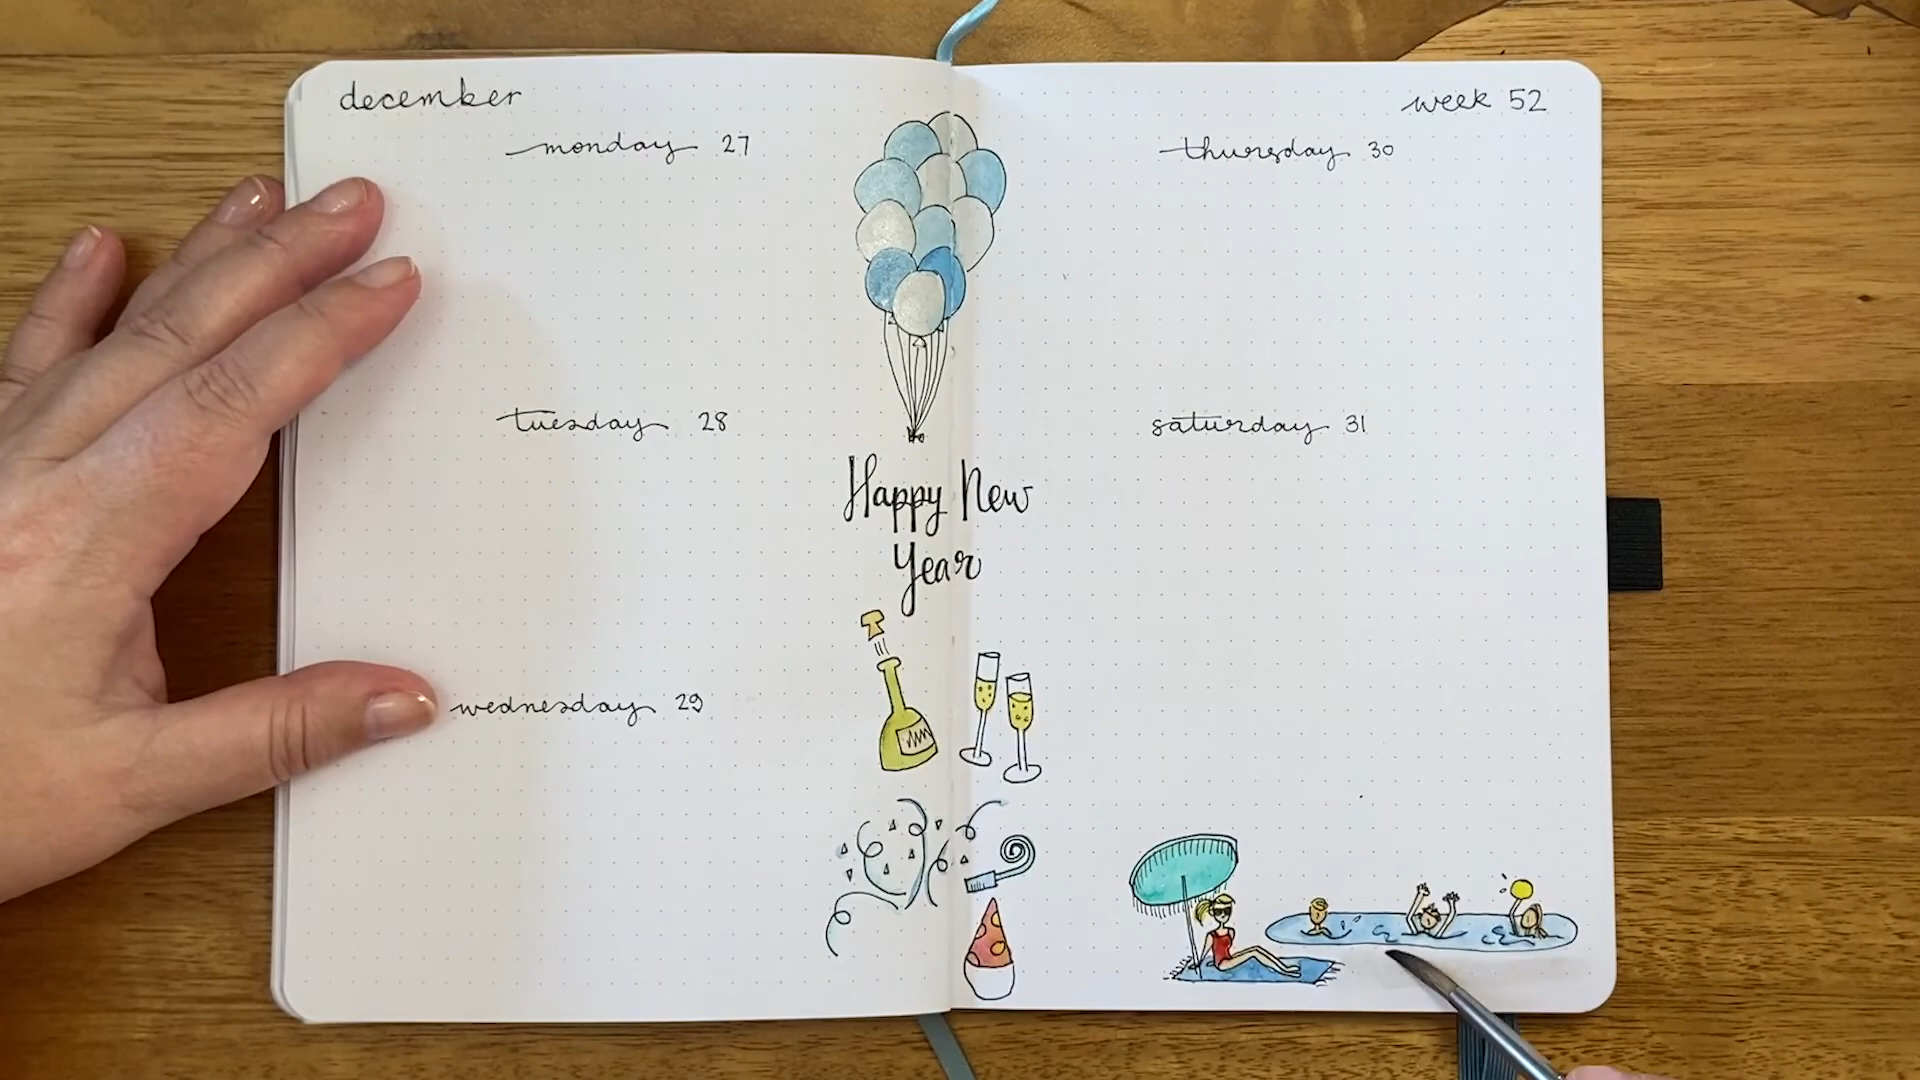 december
monday 27
tuesday 28
wednesday 29
Happy New
Year
week 52
thursday 30
saturday 31